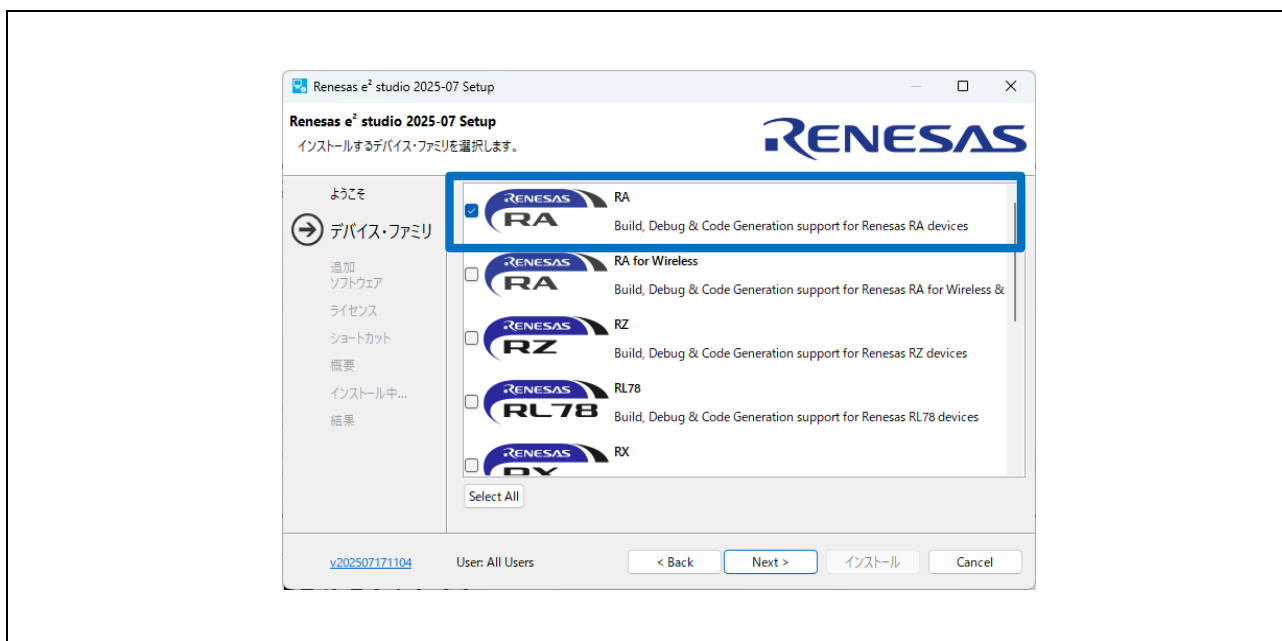 Renesas e² studio 2025-07 Setup
Renesas e² studio 2025-07 Setup
インストールするデバイス・ファミリを選択します。
RENESAS
ようこそ
デバイス・ファミリ
追加
ソフトウェア
ライセンス
ショートカット
概要
インストール中...
結果
RENESAS
RA
RA
Build, Debug & Code Generation support for Renesas RA devices
RENESAS
RA
RA for Wireless
Build, Debug & Code Generation support for Renesas RA for Wireless &
RENESAS
RZ
RZ
Build, Debug & Code Generation support for Renesas RZ devices
RENESAS
RL78
RL78
Build, Debug & Code Generation support for Renesas RL78 devices
RENESAS
RX
RX
Select All
v202507171104
User: All Users
< Back
Next >
インストール
Cancel